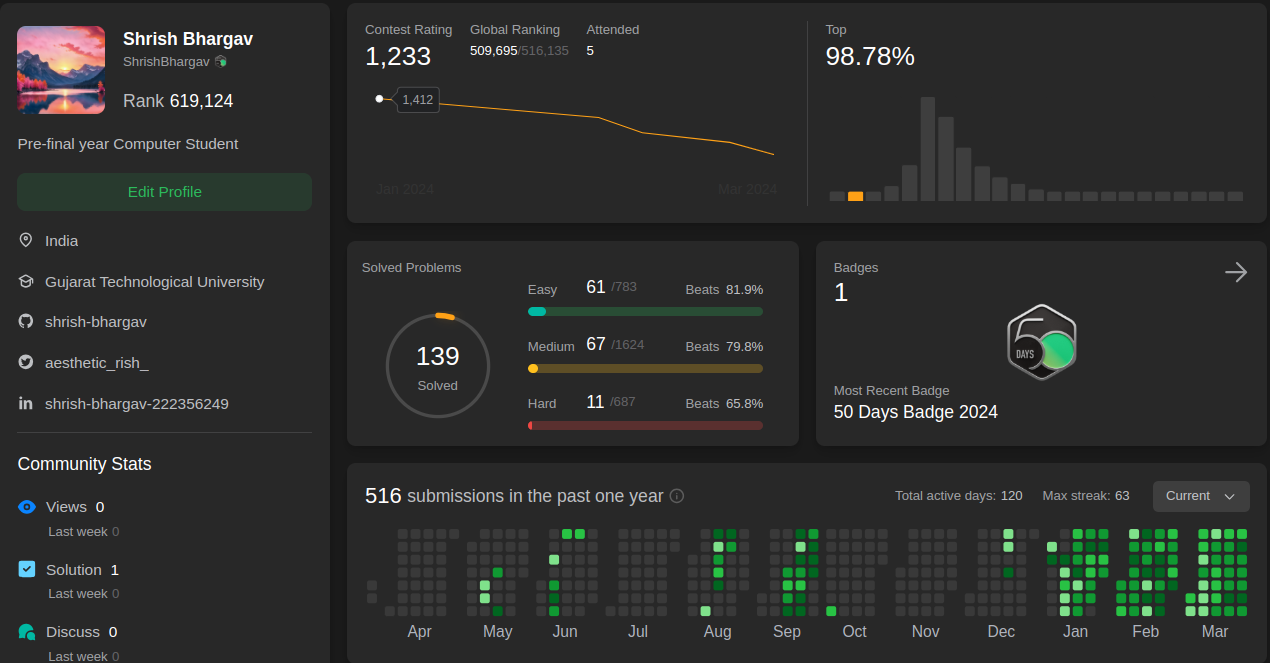 Shrish Bhargav
ShrishBhargav
Rank 619,124
Pre-final year Computer Student
Edit Profile
India
Gujarat Technological University
shrish-bhargav
aesthetic_rish_
shrish-bhargav-222356249
Community Stats
Views 0
Last week 0
Solution 1
Last week 0
Discuss 0
Last week 0
Contest Rating
1,233
Global Ranking
509,695/516,135
Attended
5
1,412
Jan 2024
Mar 2024
Top
98.78%
Solved Problems
139
Solved
Easy 61 /783 Beats 81.9%
Medium 67 /1624 Beats 79.8%
Hard 11 /687 Beats 65.8%
Badges
1
5
DAYS
Most Recent Badge
50 Days Badge 2024
516 submissions in the past one year
Total active days: 120 Max streak: 63
Current
Apr May Jun Jul Aug Sep Oct Nov Dec Jan Feb Mar